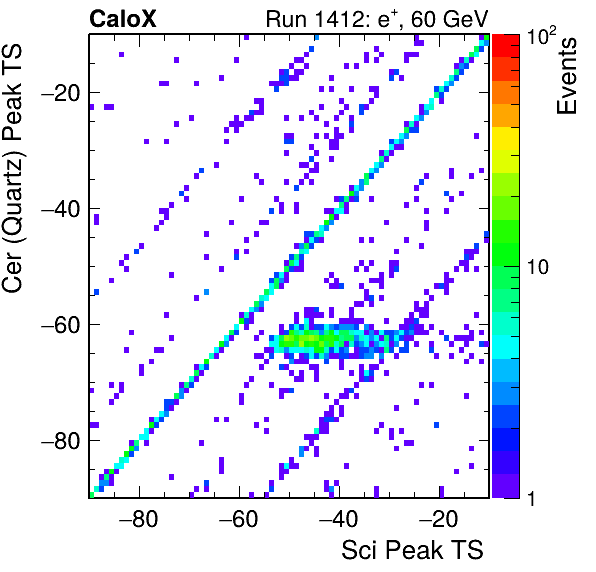 CaloX Run 1412: e+, 60 GeV
Cer (Quartz) Peak TS
−20
−40
−60
−80
−80 −60 −40 −20
Sci Peak TS
10²
10
1
Events